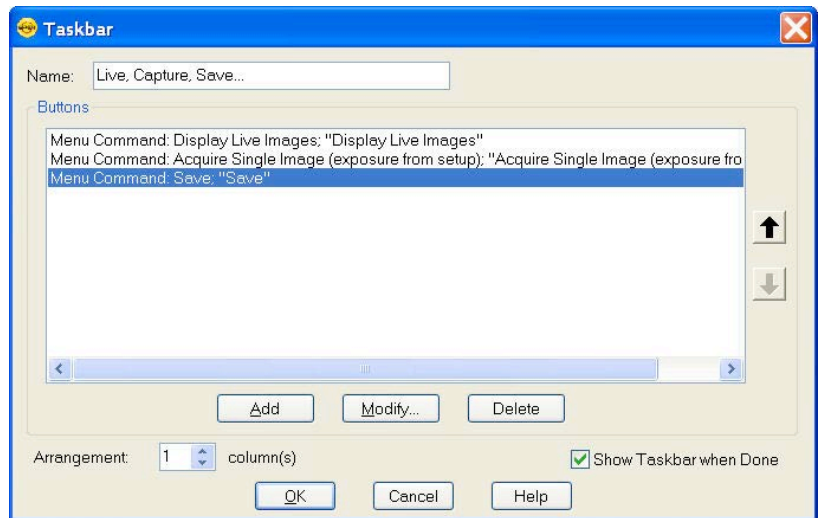 Taskbar
Name: Live, Capture, Save...
Buttons
Menu Command: Display Live Images; "Display Live Images"
Menu Command: Acquire Single Image (exposure from setup); "Acquire Single Image (exposure fro
Menu Command: Save; "Save"
Add Modify... Delete
Arrangement: 1 column(s) Show Taskbar when Done
OK Cancel Help